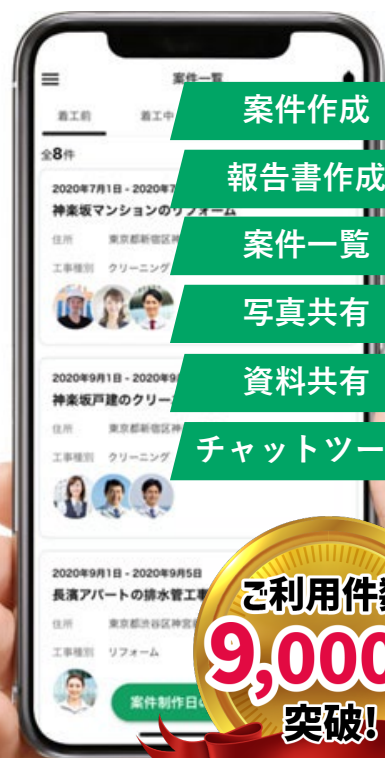 案件一覧
着工前
着工中
全8件
2020年7月1日 - 2020年7
神楽坂マンションのリフォーム
住所 東京都新宿区神
工事種別 クリーニング
2020年9月1日 - 2020年9
神楽坂戸建のクリー
住所 東京都新宿区神
工事種別 クリーニング
2020年9月1日 - 2020年9月5日
長濱アパートの排水管工事
住所 東京都渋谷区神宮
工事種別 リフォーム
案件制作日
案件作成
報告書作成
案件一覧
写真共有
資料共有
チャットツー
ご利用件数
9,000
突破!